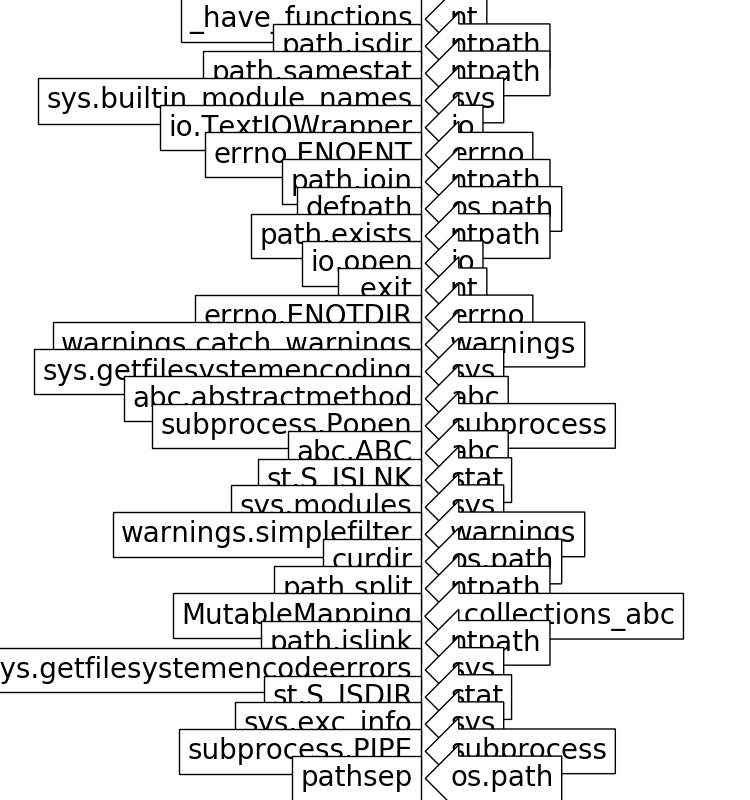 _have_functions nt
path.isdir ntpath
path.samestat ntpath
sys.builtin_module_names sys
io.TextIOWrapper io
errno.ENOENT errno
path.join ntpath
defpath os.path
path.exists ntpath
io.open io
exit nt
errno.ENOTDIR errno
warnings.catch_warnings warnings
sys.getfilesystemencoding sys
abc.abstractmethod abc
subprocess.Popen subprocess
abc.ABC abc
st.S_ISLNK stat
sys.modules sys
warnings.simplefilter warnings
curdir os.path
path.split ntpath
MutableMapping _collections_abc
path.islink ntpath
ys.getfilesystemencodeerrors sys
st.S_ISDIR stat
sys.exc_info sys
subprocess.PIPE subprocess
pathsep os.path